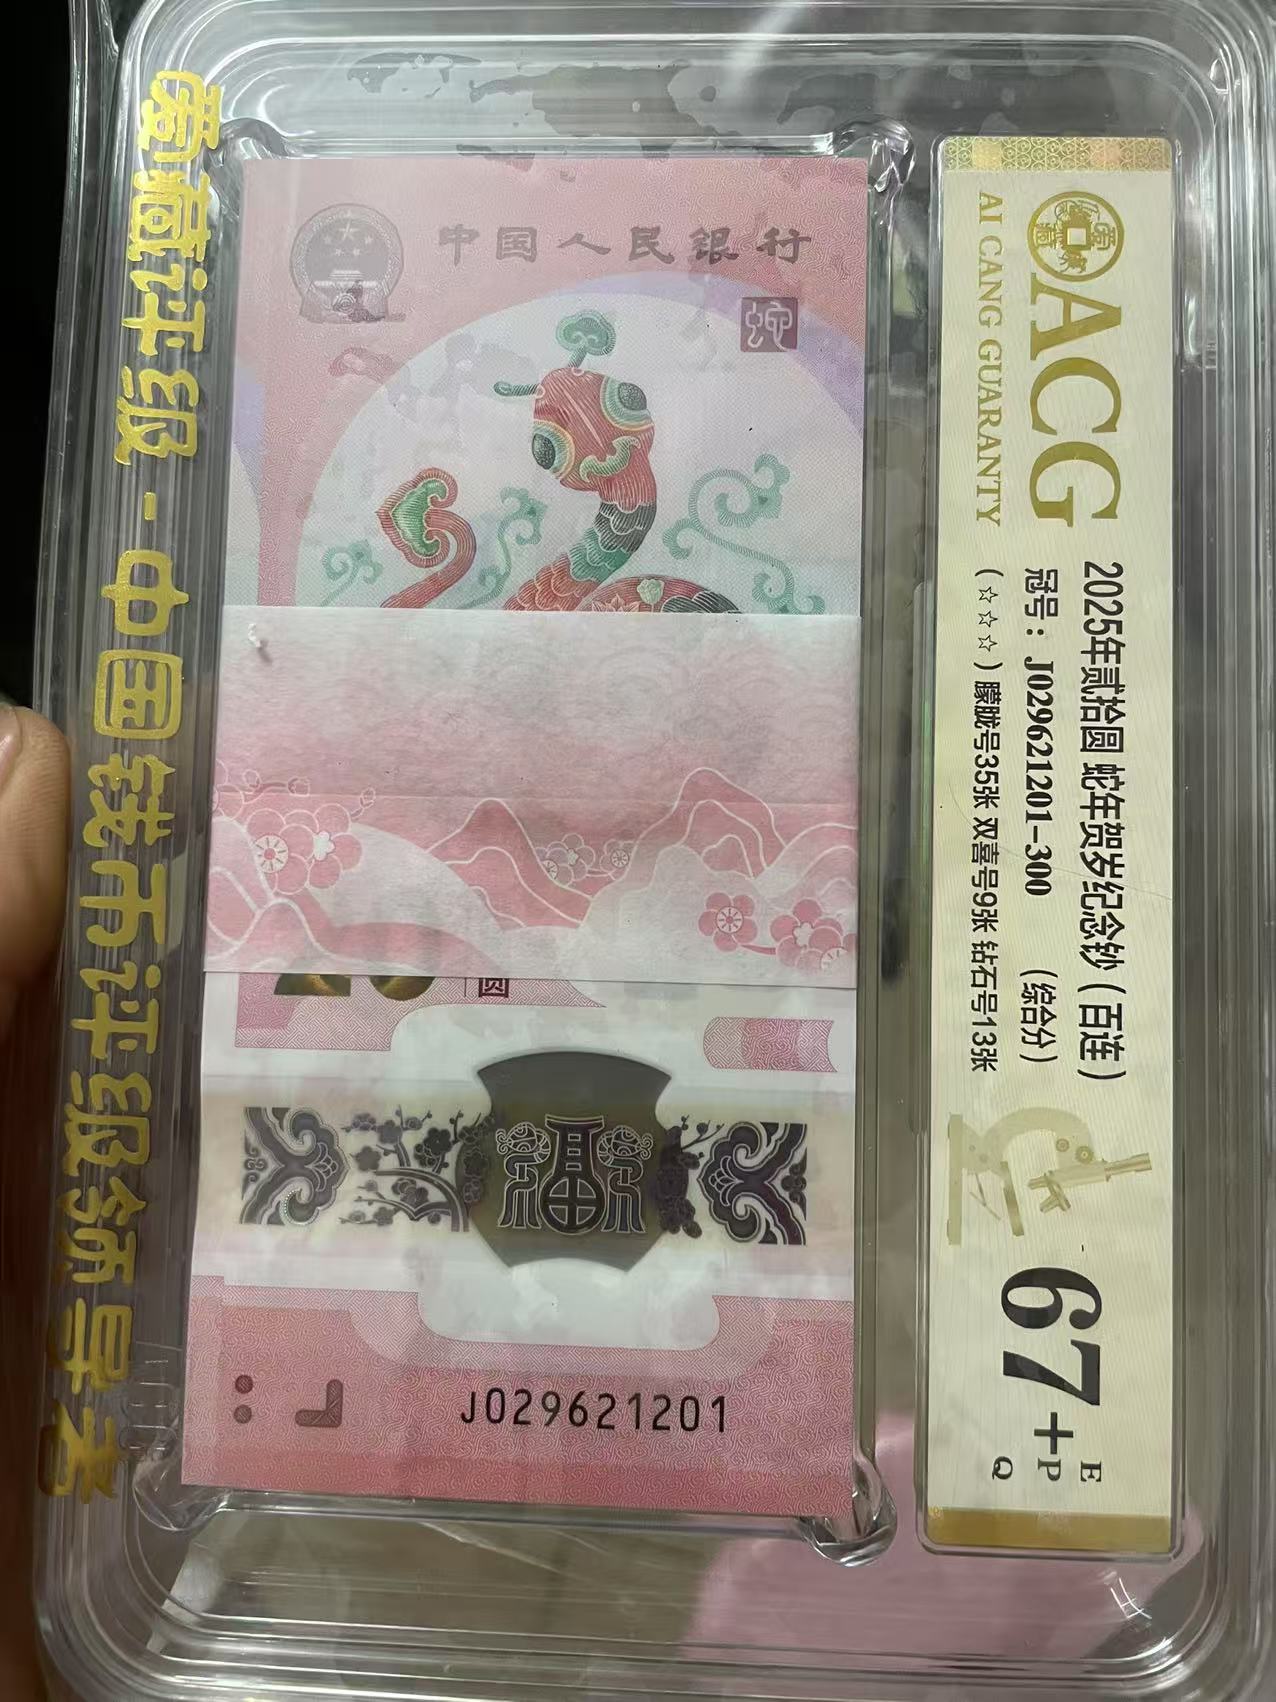 爱藏评级-中国钱币评级领导者
中国人民银行
蛇
圆
J029621201
ACG
AI CANG GUARANTY
2025年贰拾圆 蛇年贺岁纪念钞（百连）
冠号：J029621201-300 （综合分）
（☆☆☆）朦胧号35张 双喜号9张 钻石号13张
67+
E
P
Q